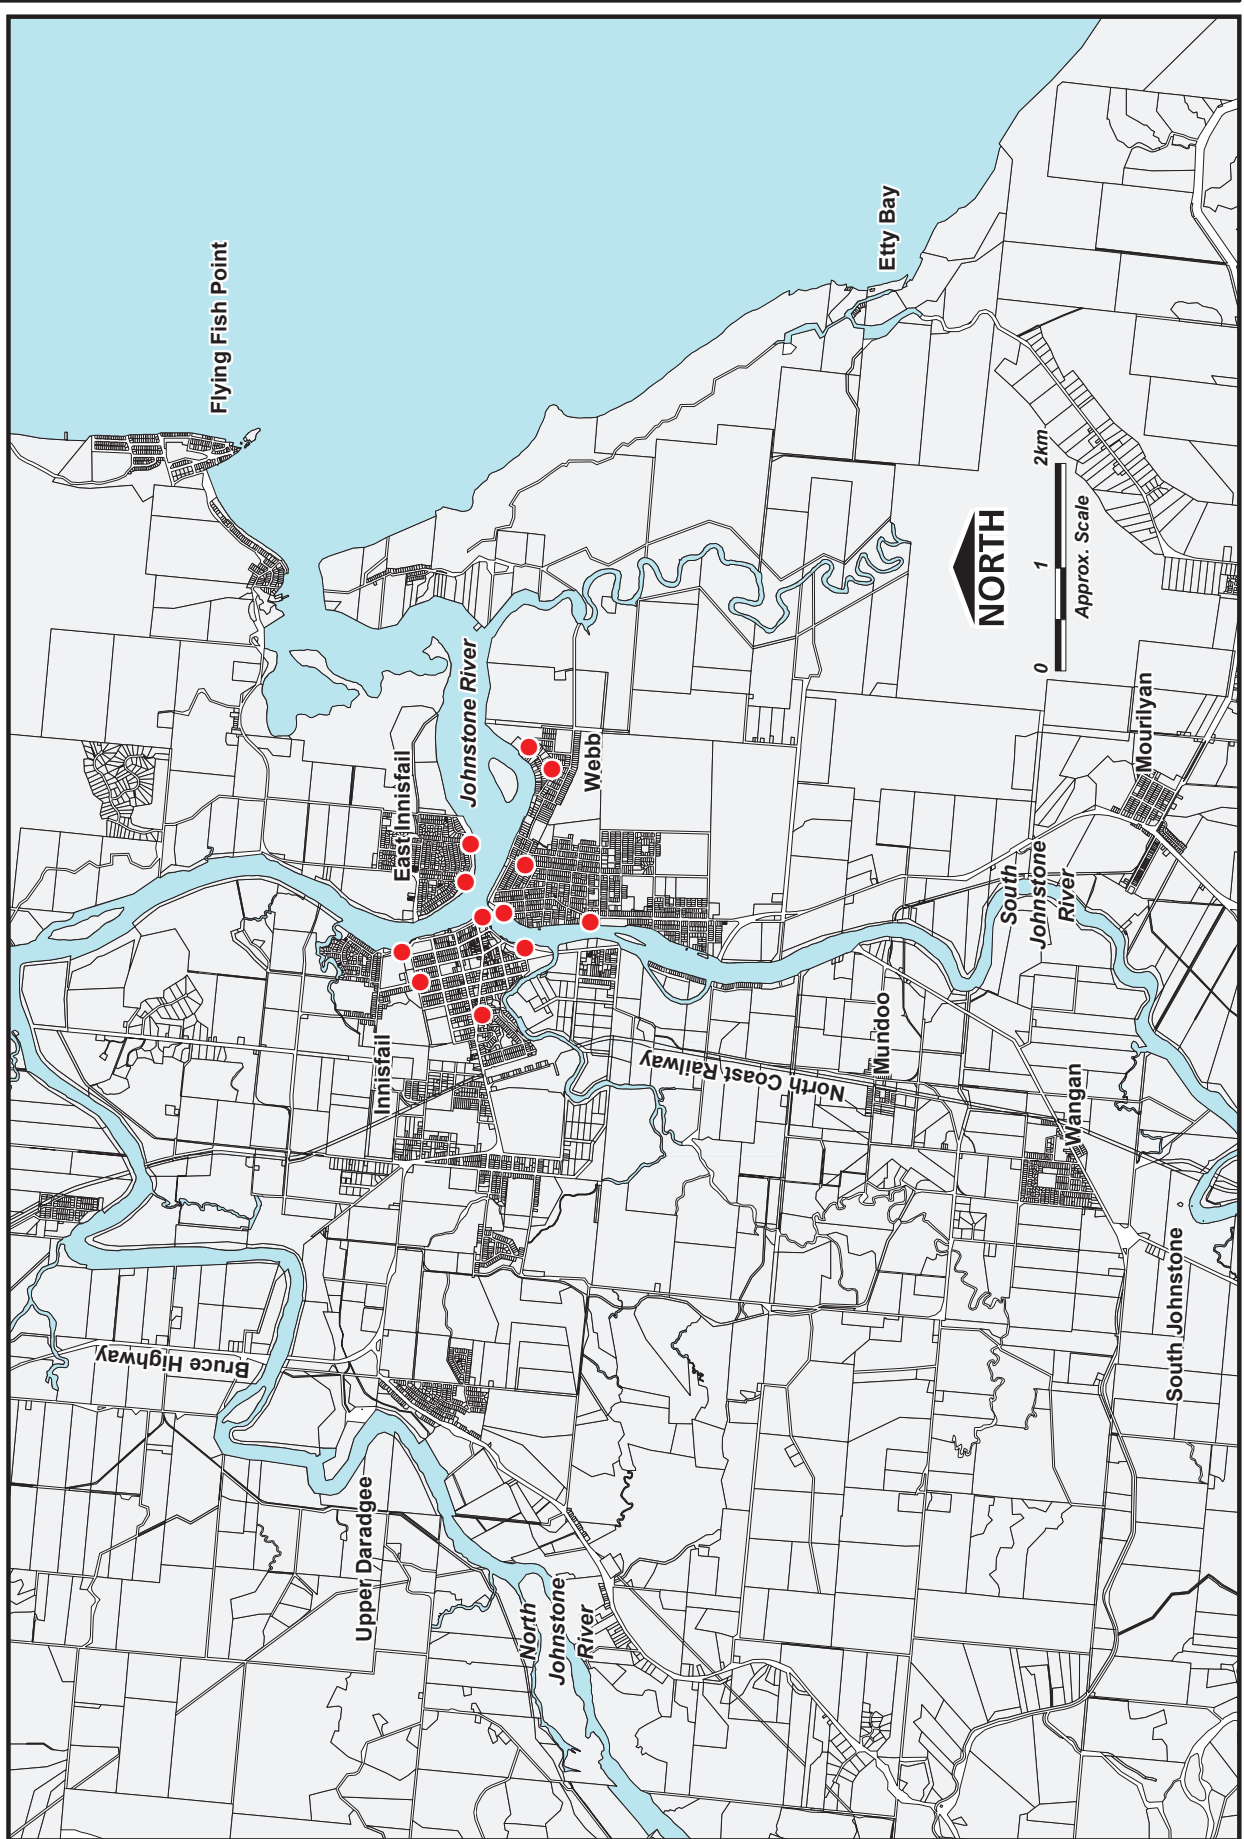 Flying Fish Point
Etty Bay
Johnstone River
East Innisfail
Webb
NORTH
0 1 2km
Approx. Scale
Mourilyan
South
Johnstone
River
Innisfail
North Coast Railway
Mundoo
Wangan
South Johnstone
Bruce Highway
Upper Daradgee
North
Johnstone
River